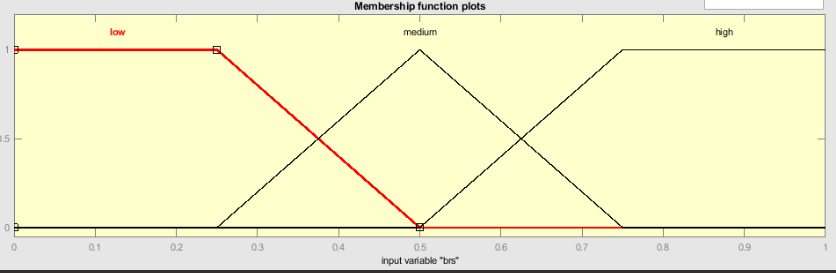 Membership function plots
low medium high
1
0.5
0
0 0.1 0.2 0.3 0.4 0.5 0.6 0.7 0.8 0.9 1
input variable "brs"